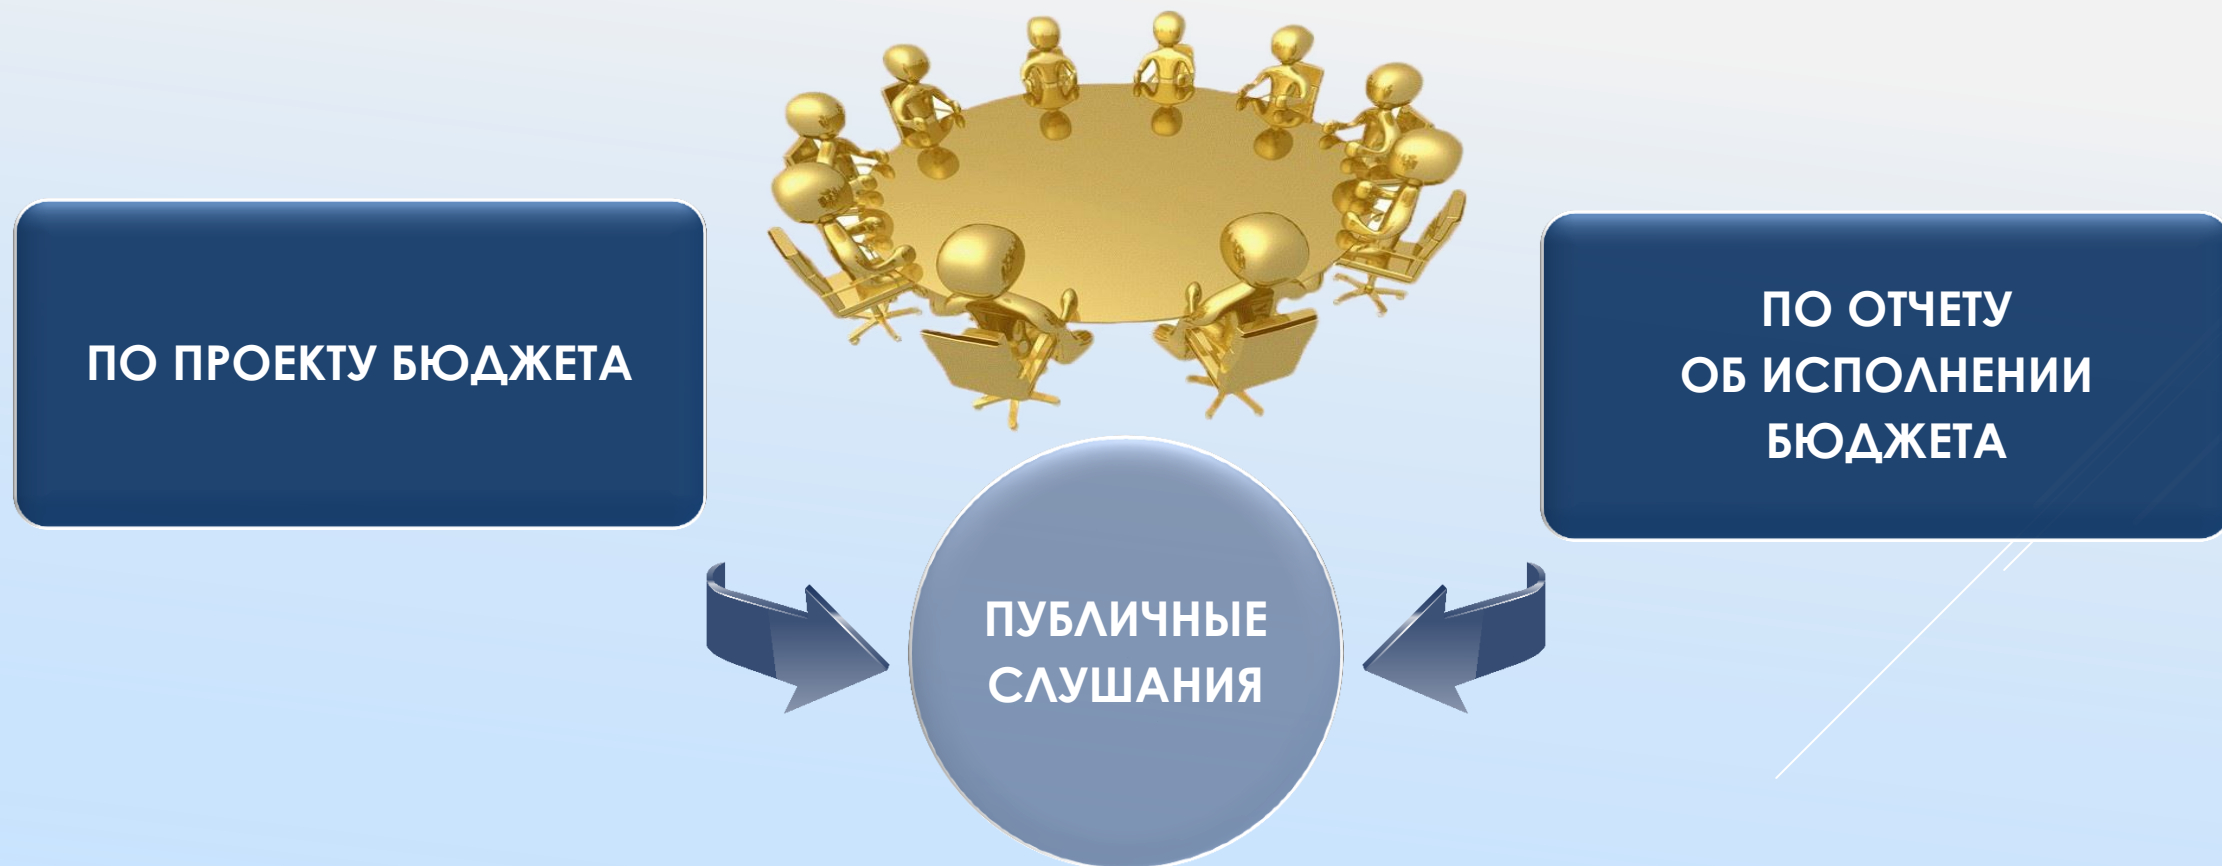 ПО ПРОЕКТУ БЮДЖЕТА
ПО ОТЧЕТУ
ОБ ИСПОЛНЕНИИ
БЮДЖЕТА
ПУБЛИЧНЫЕ
СЛУШАНИЯ